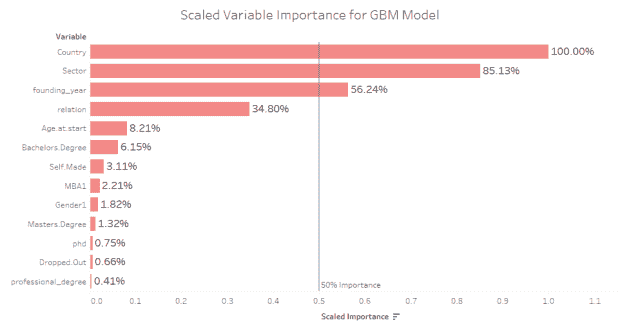 Scaled Variable Importance for GBM Model
Variable
Country 100.00%
Sector 85.13%
founding_year 56.24%
relation 34.80%
Age.at.start 8.21%
Bachelors.Degree 6.15%
Self.Made 3.11%
MBA1 2.21%
Gender1 1.82%
Masters.Degree 1.32%
phd 0.75%
Dropped.Out 0.66%
professional_degree 0.41%
50% Importance
0.0 0.1 0.2 0.3 0.4 0.5 0.6 0.7 0.8 0.9 1.0 1.1
Scaled Importance